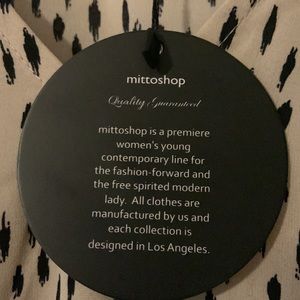 mittoshop
Quality Guaranteed
mittoshop is a premiere
women's young
contemporary line for
the fashion-forward and
the free spirited modern
lady. All clothes are
manufactured by us and
each collection is
designed in Los Angeles.